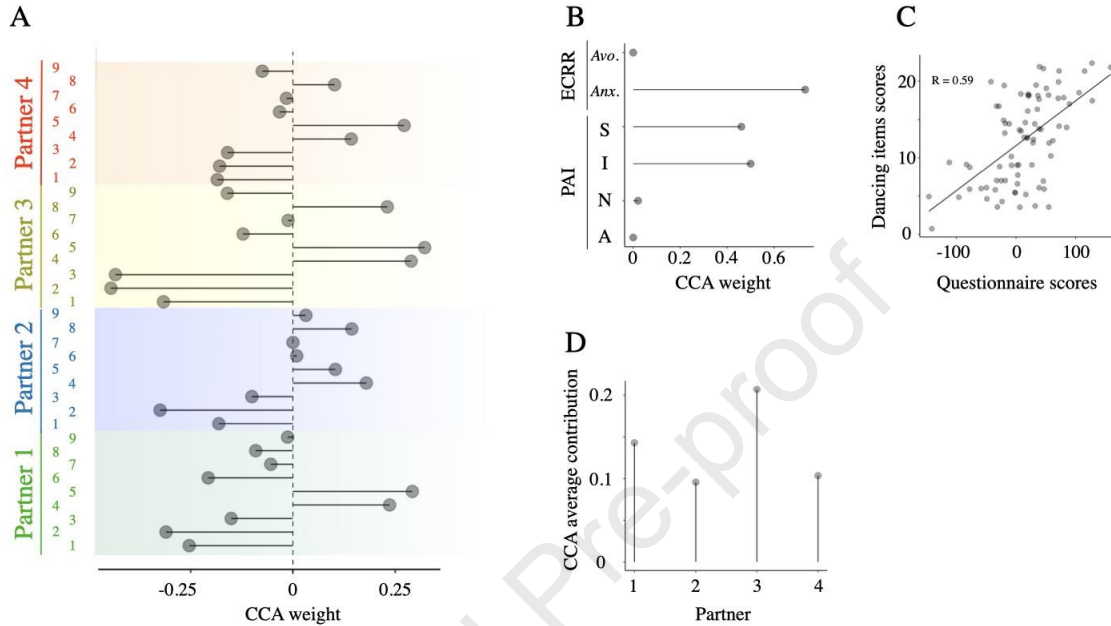 A
Partner 4
9
8
7
6
5
4
3
2
1
Partner 3
9
8
7
6
5
4
3
2
1
Partner 2
9
8
7
6
5
4
3
2
1
Partner 1
9
8
7
6
5
4
3
2
1
-0.25 0 0.25
CCA weight
B
ECRR
Avo.
Anx.
PAI
S
I
N
A
0 0.2 0.4 0.6
CCA weight
C
R = 0.59
Dancing items scores
20
10
0
-100 0 100
Questionnaire scores
D
CCA average contribution
0.2
0.1
0
1 2 3 4
Partner
Pre-proof